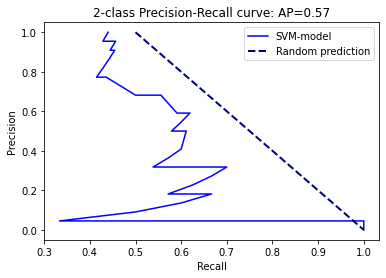 2-class Precision-Recall curve: AP=0.57
SVM-model
Random prediction
Precision
1.0
0.8
0.6
0.4
0.2
0.0
0.3 0.4 0.5 0.6 0.7 0.8 0.9 1.0
Recall